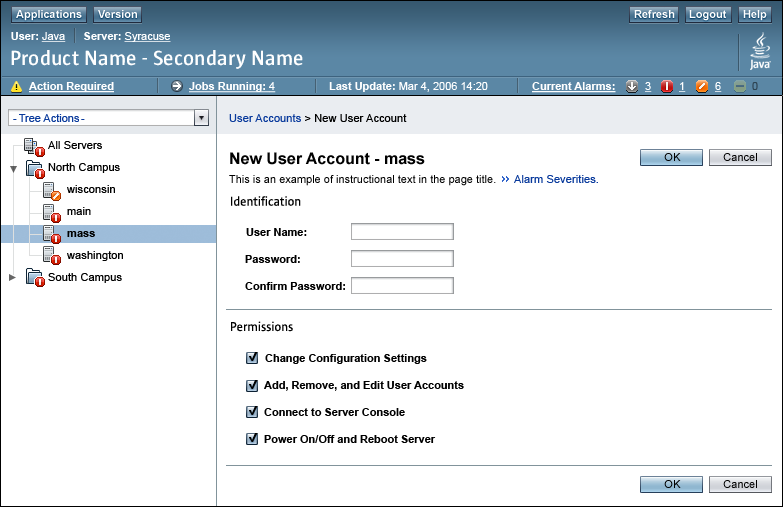 Applications Version Refresh Logout Help
User: Java Server: Syracuse
Product Name - Secondary Name
Java
Action Required Jobs Running: 4 Last Update: Mar 4, 2006 14:20 Current Alarms: 3 1 6 0
- Tree Actions -
All Servers
North Campus
wisconsin
main
mass
washington
South Campus
User Accounts > New User Account
New User Account - mass OK Cancel
This is an example of instructional text in the page title. >> Alarm Severities.
Identification
User Name:
Password:
Confirm Password:
Permissions
Change Configuration Settings
Add, Remove, and Edit User Accounts
Connect to Server Console
Power On/Off and Reboot Server
OK Cancel